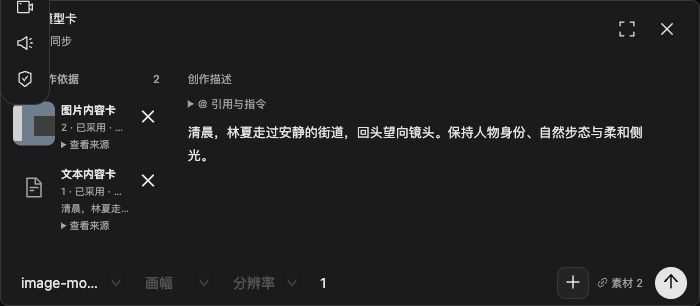 型卡
同步
作依据 2
图片内容卡
2 · 已采用 · ...
▶ 查看来源
文本内容卡
1 · 已采用 · ...
清晨，林夏走...
▶ 查看来源
创作描述
▶ @ 引用与指令
清晨，林夏走过安静的街道，回头望向镜头。保持人物身份、自然步态与柔和侧
光。
image-mo... 画幅 分辨率 1
素材 2